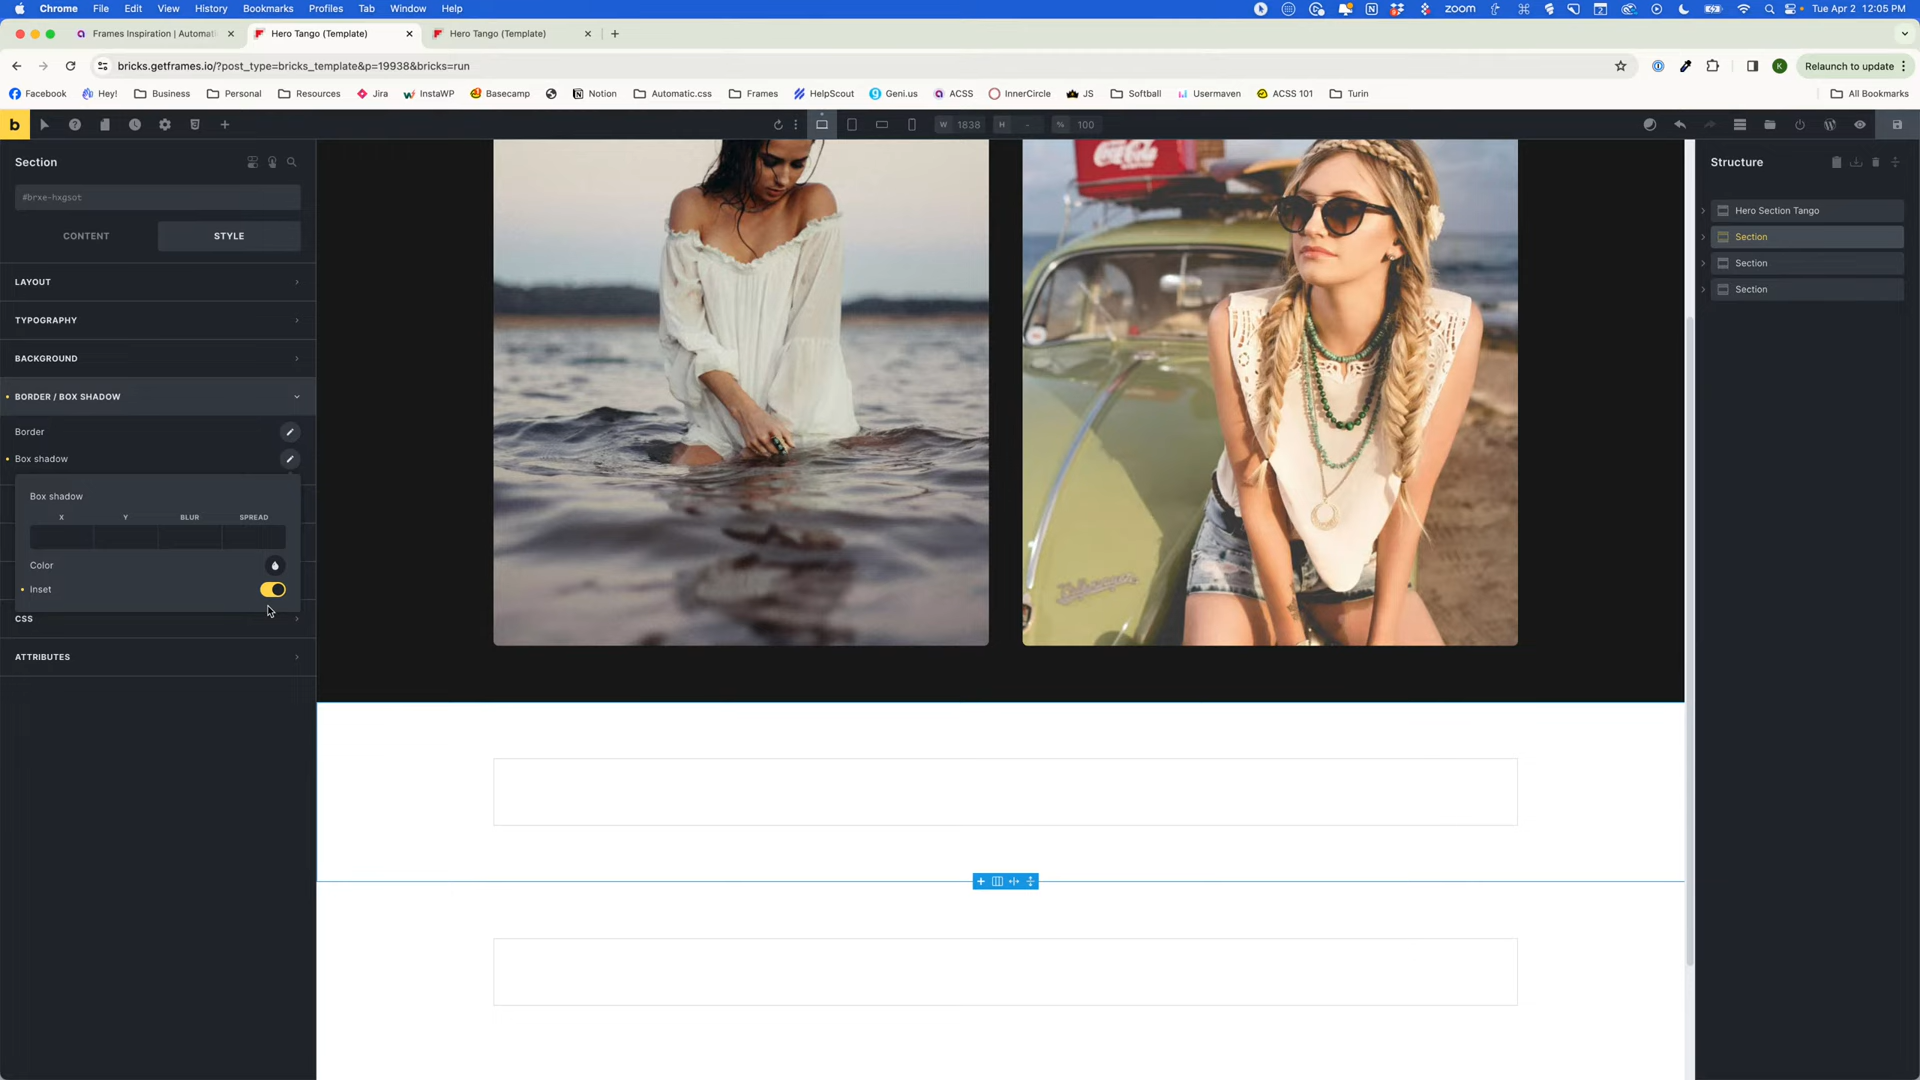 Chrome File Edit View History Bookmarks Profiles Tab Window Help
zoom Tue Apr 2 12:05 PM
Frames Inspiration | Automat
Hero Tango (Template)
Hero Tango (Template)
bricks.getframes.io/?post_type=bricks_template&p=19938&bricks=run
K
Relaunch to update
Facebook Hey! Business Personal Resources Jira InstaWP Basecamp Notion Automatic.css Frames HelpScout Geni.us ACSS InnerCircle JS Softball Usermaven ACSS 101 Turin All Bookmarks
b W 1838 H - % 100
Section
#brxe-hxgsot
CONTENT STYLE
LAYOUT
TYPOGRAPHY
BACKGROUND
BORDER / BOX SHADOW
Border
Box shadow
Box shadow
X Y BLUR SPREAD
Color
Inset
CSS
ATTRIBUTES
Coca-Cola
Volkswagen
Structure
Hero Section Tango
Section
Section
Section